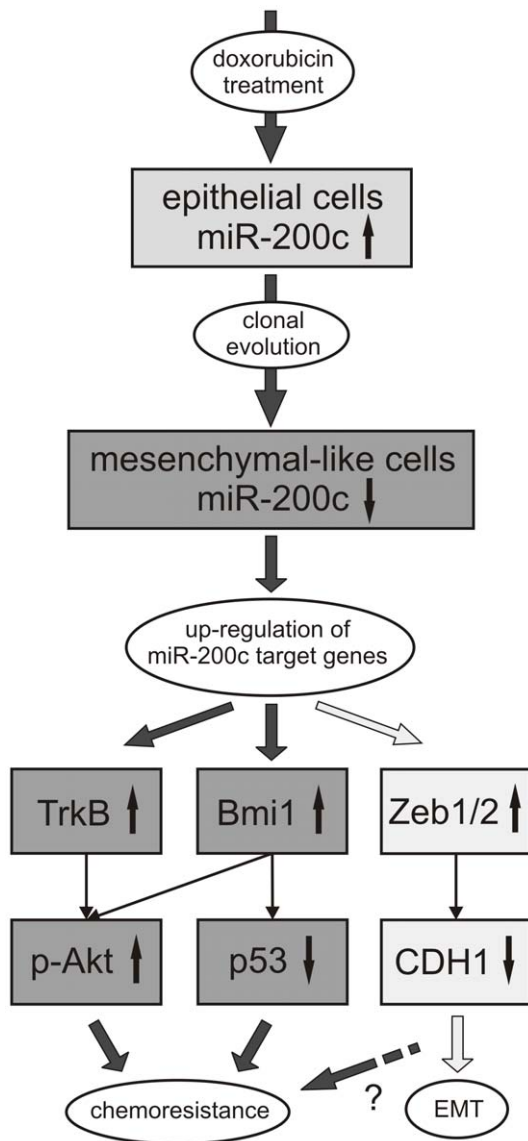 doxorubicin
treatment
epithelial cells
miR-200c
clonal
evolution
mesenchymal-like cells
miR-200c
up-regulation of
miR-200c target genes
TrkB
Bmi1
Zeb1/2
p-Akt
p53
CDH1
chemoresistance
?
EMT